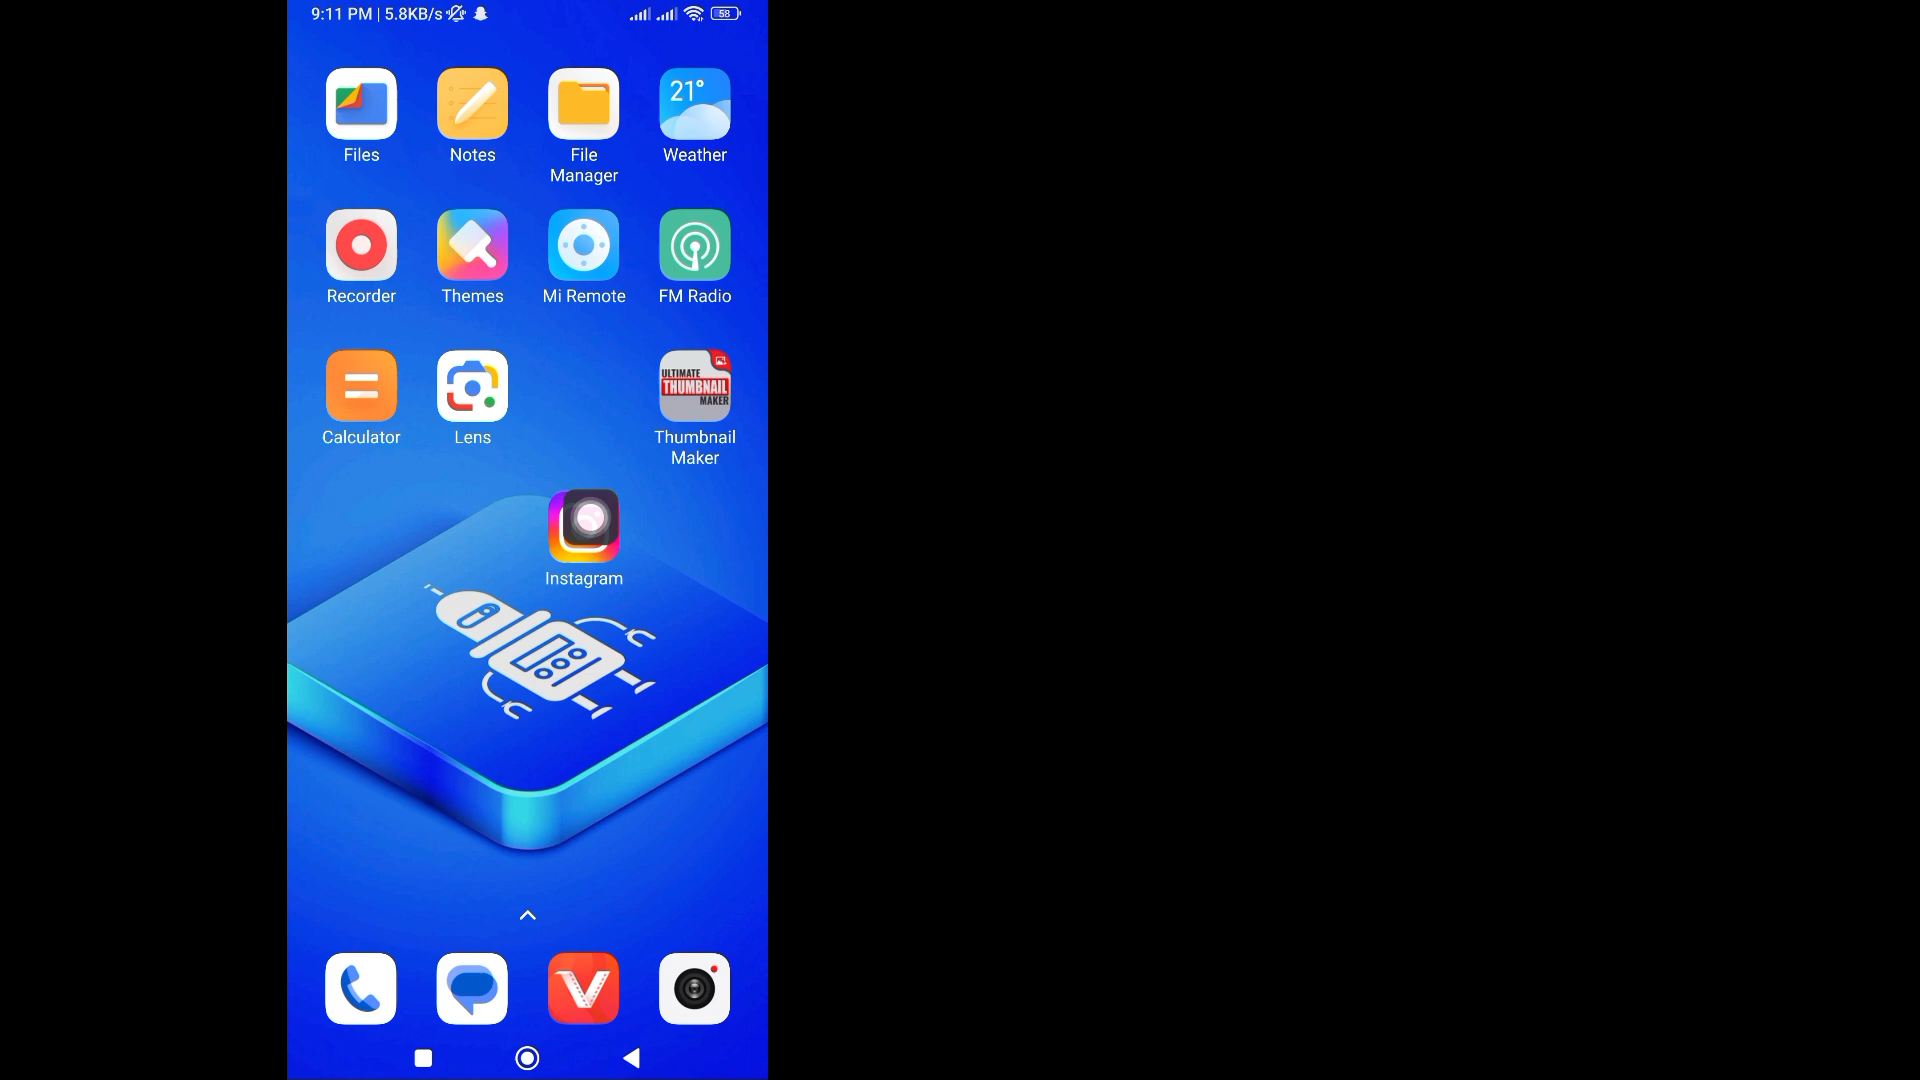 9:11 PM | 5.8KB/s
58
21°
Files
Notes
File
Manager
Weather
Recorder
Themes
Mi Remote
FM Radio
ULTIMATE
THUMBNAIL
MAKER
Calculator
Lens
Thumbnail
Maker
Instagram